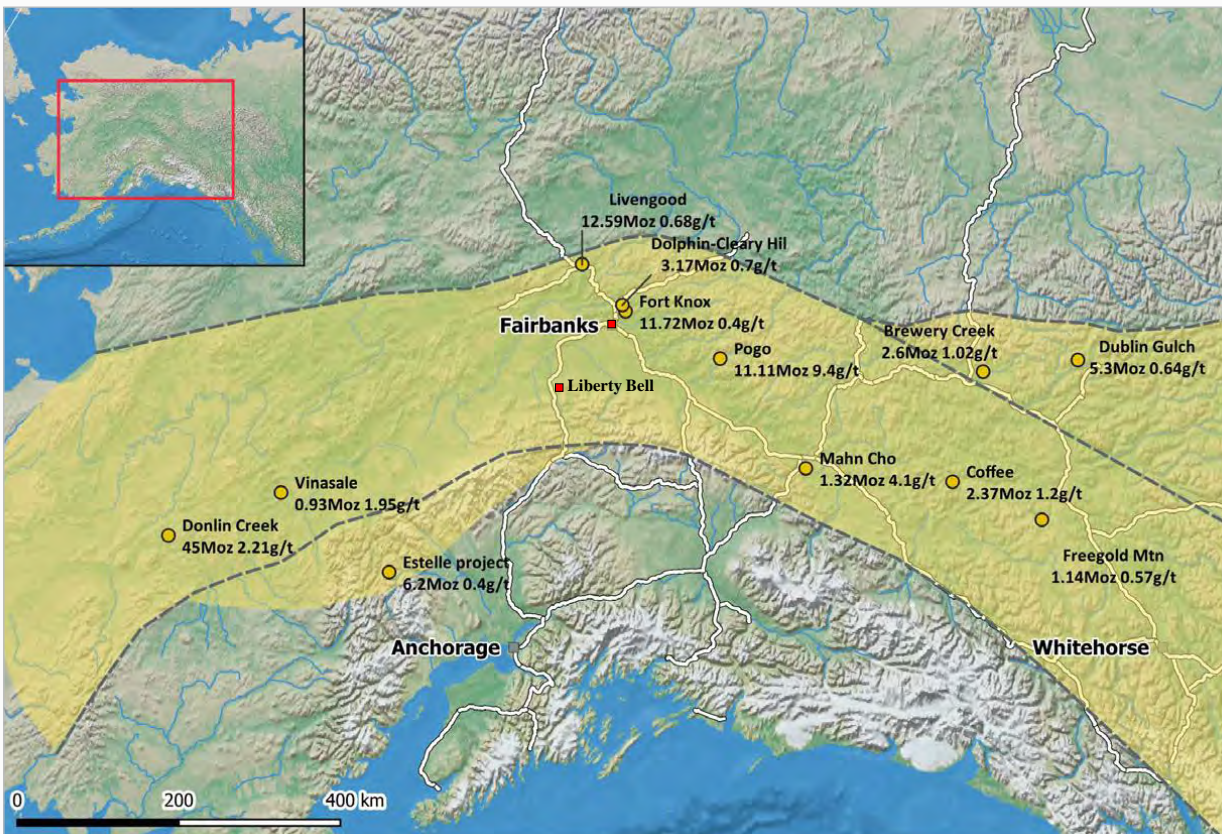 Livengood
12.59Moz 0.68g/t
Dolphin-Cleary Hil
3.17Moz 0.7g/t
Fort Knox
11.72Moz 0.4g/t
Fairbanks
Pogo
11.11Moz 9.4g/t
Brewery Creek
2.6Moz 1.02g/t
Dublin Gulch
5.3Moz 0.64g/t
Liberty Bell
Mahn Cho
1.32Moz 4.1g/t
Coffee
2.37Moz 1.2g/t
Vinasale
0.93Moz 1.95g/t
Donlin Creek
45Moz 2.21g/t
Estelle project
6.2Moz 0.4g/t
Freegold Mtn
1.14Moz 0.57g/t
Anchorage
Whitehorse
0 200 400 km